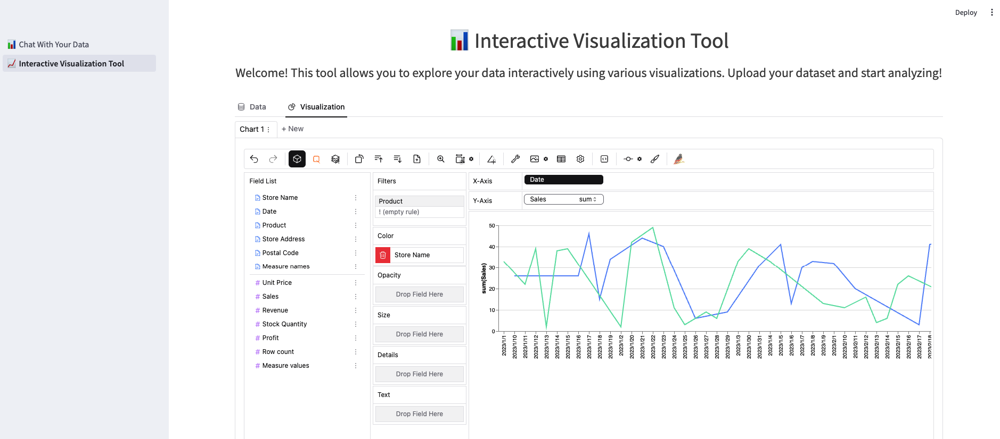 Deploy
Chat With Your Data
Interactive Visualization Tool
Interactive Visualization Tool
Welcome! This tool allows you to explore your data interactively using various visualizations. Upload your dataset and start analyzing!
Data
Visualization
Chart 1
+ New
Field List
Store Name
Date
Product
Store Address
Postal Code
Measure names
# Unit Price
# Sales
# Revenue
# Stock Quantity
# Profit
# Row count
# Measure values
Filters
Product
! (empty rule)
Color
Store Name
Opacity
Drop Field Here
Size
Drop Field Here
Details
Drop Field Here
Text
Drop Field Here
X-Axis
Date
Y-Axis
Sales sum
sum(Sales)
50
40
30
20
10
0
2023/1/1
2023/1/10
2023/1/11
2023/1/12
2023/1/13
2023/1/14
2023/1/15
2023/1/16
2023/1/17
2023/1/18
2023/1/19
2023/1/2
2023/1/20
2023/1/21
2023/1/22
2023/1/23
2023/1/24
2023/1/25
2023/1/26
2023/1/27
2023/1/28
2023/1/29
2023/1/3
2023/1/30
2023/1/31
2023/1/4
2023/1/5
2023/1/6
2023/1/7
2023/1/8
2023/1/9
2023/2/1
2023/2/10
2023/2/11
2023/2/12
2023/2/13
2023/2/14
2023/2/15
2023/2/16
2023/2/17
2023/2/18